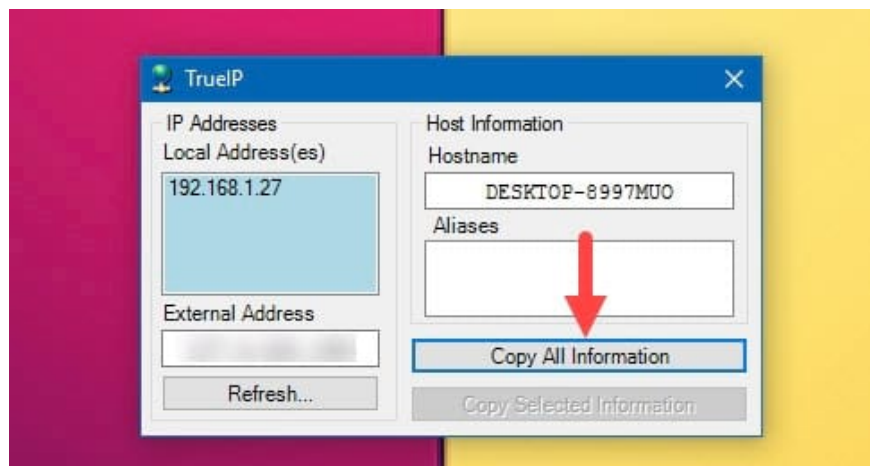 TrueIP
IP Addresses
Local Address(es)
192.168.1.27
External Address
Refresh...
Host Information
Hostname
DESKTOP-8997MUO
Aliases
Copy All Information
Copy Selected Information